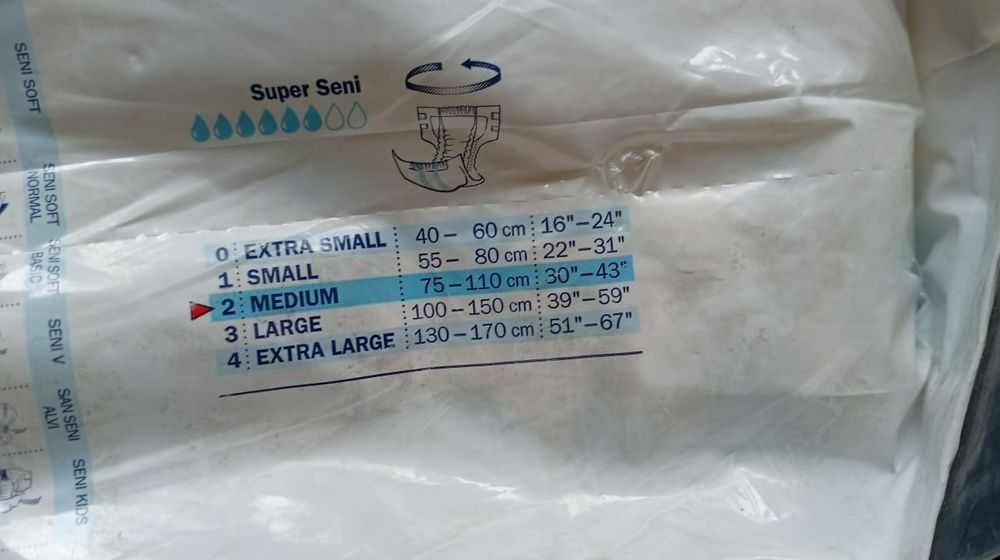 Super Seni
0 EXTRA SMALL 40 – 60 cm 16"–24"
1 SMALL 55 – 80 cm 22"–31"
2 MEDIUM 75 – 110 cm 30"–43"
3 LARGE 100 – 150 cm 39"–59"
4 EXTRA LARGE 130 – 170 cm 51"–67"
SENI SOFT
SENI SOFT
NORMAL
SENI SOFT
BASIC
SENI V
SAN SENI
ALVI
SENI KIDS